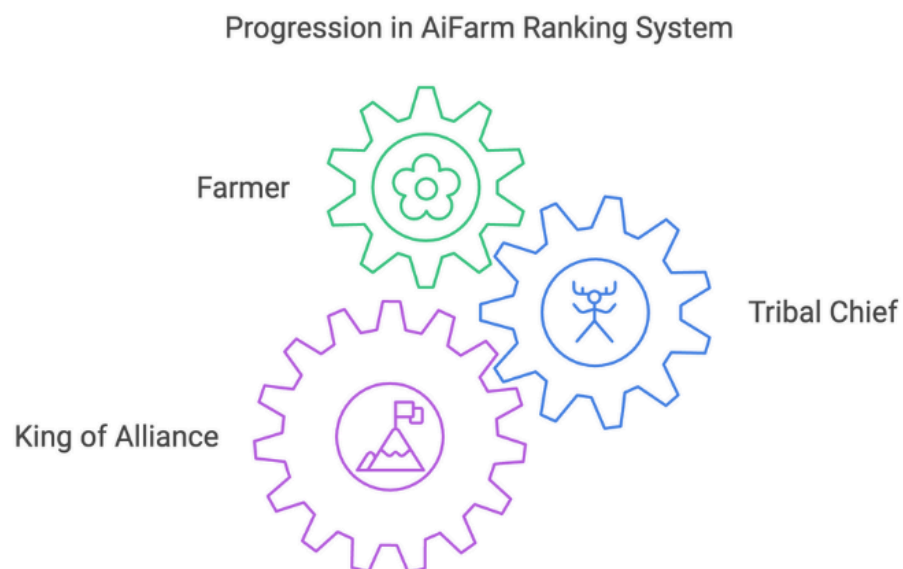 Progression in AiFarm Ranking System
Farmer
Tribal Chief
King of Alliance